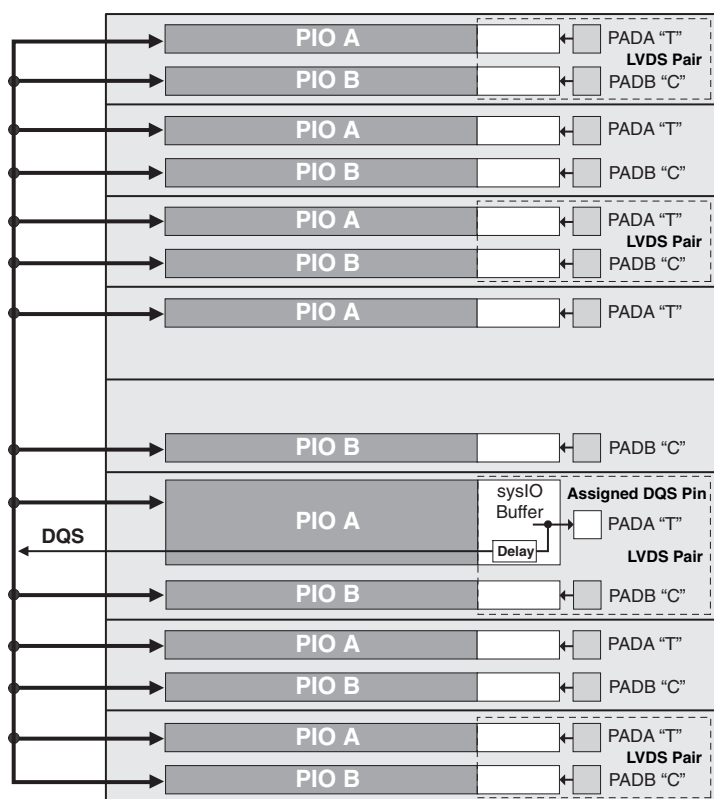 PIO A PADA “T”
LVDS Pair
PIO B PADB “C”
PIO A PADA “T”
PIO B PADB “C”
PIO A PADA “T”
LVDS Pair
PIO B PADB “C”
PIO A PADA “T”
PIO B PADB “C”
sysIO Assigned DQS Pin
Buffer
PIO A PADA “T”
DQS
Delay
LVDS Pair
PIO B PADB “C”
PIO A PADA “T”
PIO B PADB “C”
PIO A PADA “T”
LVDS Pair
PIO B PADB “C”